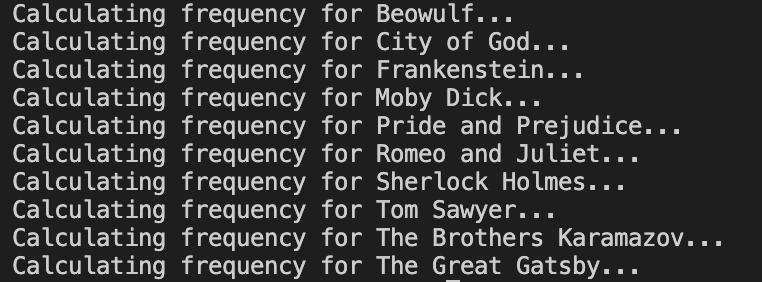 Calculating frequency for Beowulf...
Calculating frequency for City of God...
Calculating frequency for Frankenstein...
Calculating frequency for Moby Dick...
Calculating frequency for Pride and Prejudice...
Calculating frequency for Romeo and Juliet...
Calculating frequency for Sherlock Holmes...
Calculating frequency for Tom Sawyer...
Calculating frequency for The Brothers Karamazov...
Calculating frequency for The Great Gatsby...